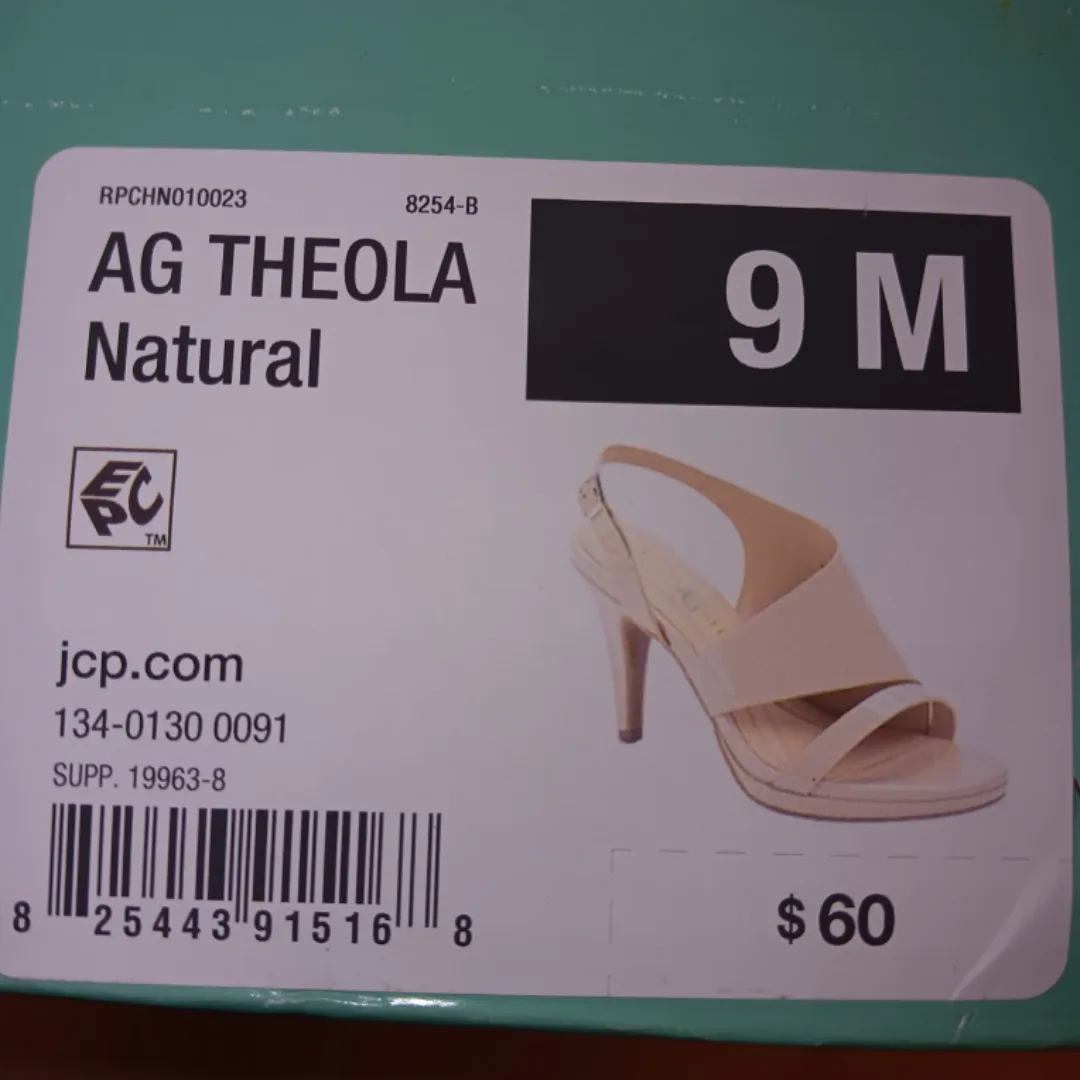 RPCHN010023 8254-B
AG THEOLA
Natural
9 M
EPC
TM
jcp.com
134-0130 0091
SUPP. 19963-8
8 25443 91516 8
$60